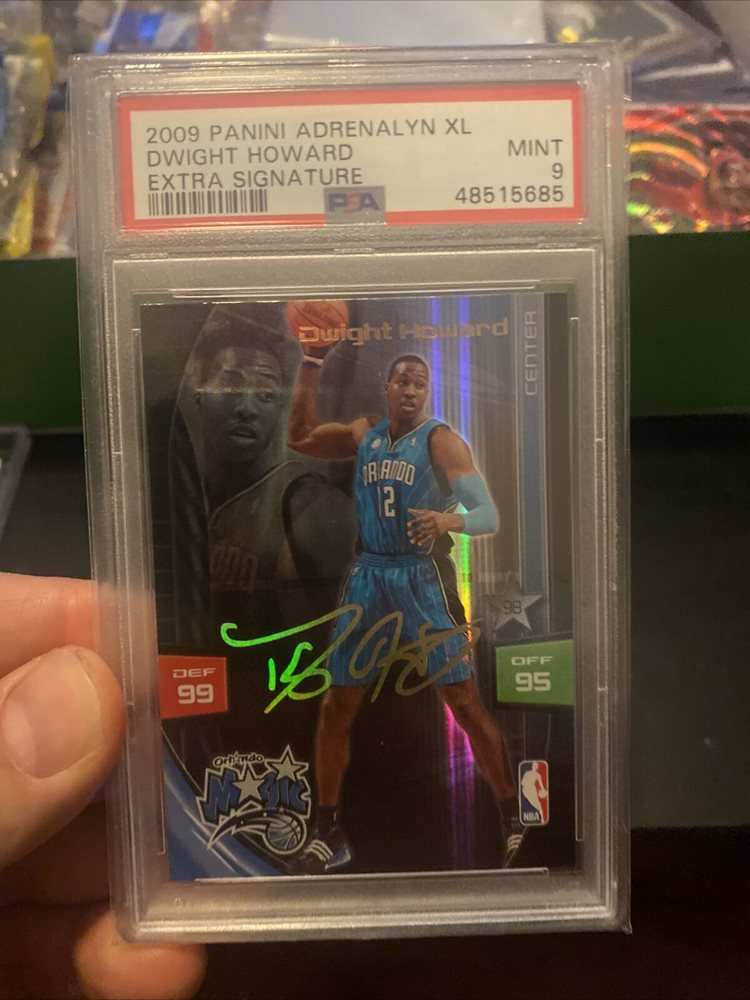 2009 PANINI ADRENALYN XL
DWIGHT HOWARD
EXTRA SIGNATURE
MINT
9
48515685
PSA
Dwight Howard
CENTER
ORLANDO
12
98
DEF
99
OFF
95
Orlando
MAGIC
NBA